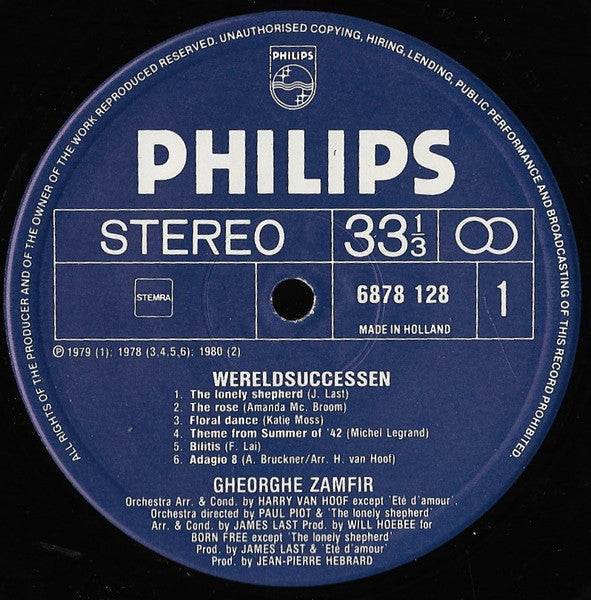 ALL RIGHTS OF THE PRODUCER AND OF THE OWNER OF THE WORK REPRODUCED RESERVED. UNAUTHORISED COPYING, HIRING, LENDING, PUBLIC PERFORMANCE AND BROADCASTING OF THIS RECORD PROHIBITED.
PHILIPS
PHILIPS
STEREO 33 1/3
STEMRA 6878 128 1
MADE IN HOLLAND
Ⓟ 1979 (1): 1978 (3,4,5,6): 1980 (2)
WERELDSUCCESSEN
1. The lonely shepherd (J. Last)
2. The rose (Amanda Mc. Broom)
3. Floral dance (Katie Moss)
4. Theme from Summer of '42 (Michel Legrand)
5. Bilitis (F. Lai)
6. Adagio 8 (A. Bruckner/Arr. H. van Hoof)
GHEORGHE ZAMFIR
Orchestra Arr. & Cond. by HARRY VAN HOOF except 'Eté d'amour'.
Orchestra directed by PAUL PIOT & 'The lonely shepherd'
Arr. & Cond. by JAMES LAST Prod. by WILL HOEBEE for
BORN FREE except 'The lonely shepherd'
Prod. by JAMES LAST & 'Eté d'amour'
Prod. by JEAN-PIERRE HEBRARD